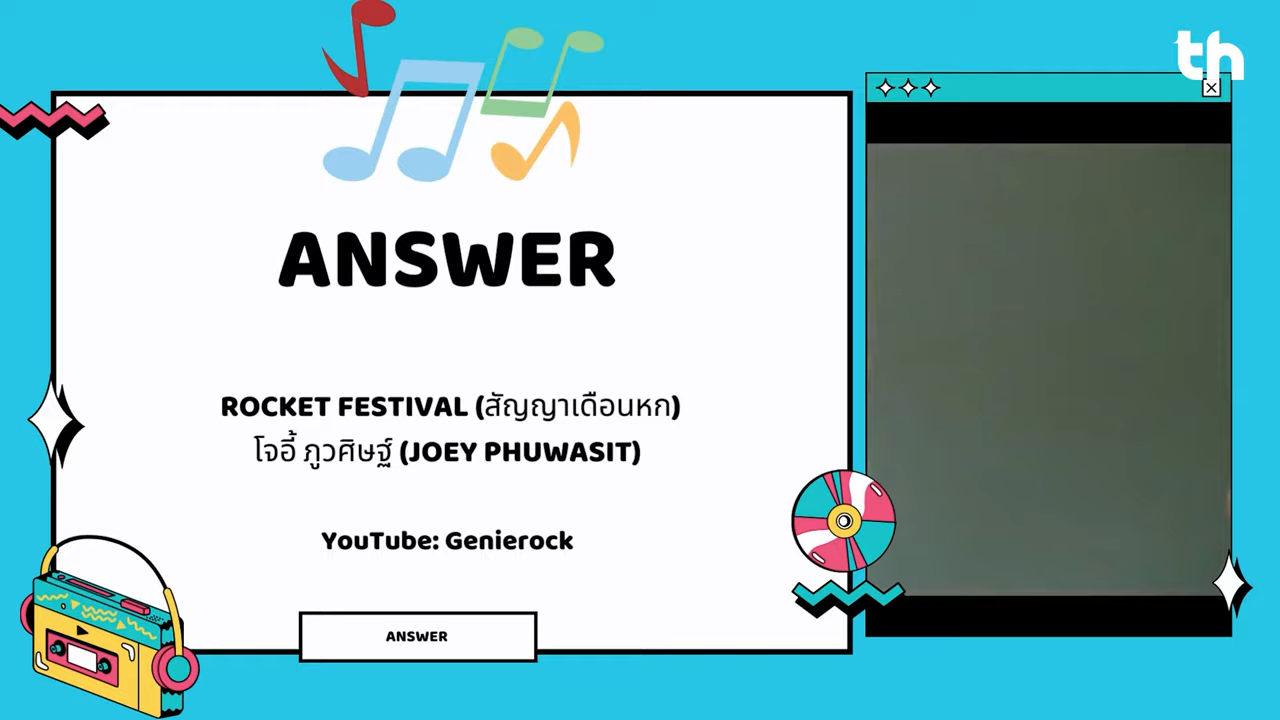 th
ANSWER
ROCKET FESTIVAL (สัญญาเดือนหก)
โจอี้ ภูวศิษฐ์ (JOEY PHUWASIT)
YouTube: Genierock
ANSWER